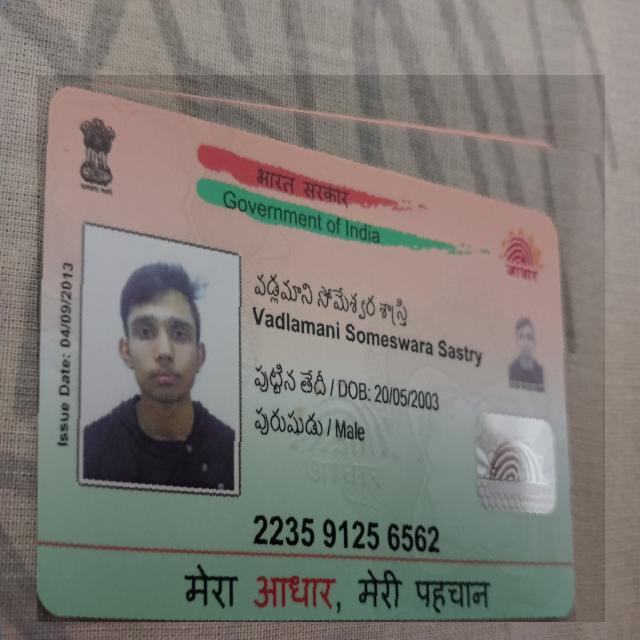 भारत सरकार
Government of India
आधार
Issue Date: 04/09/2013
వడ్లమాని సోమేశ్వర శాస్త్రి
Vadlamani Someswara Sastry
పుట్టిన తేదీ / DOB: 20/05/2003
పురుషుడు / Male
2235 9125 6562
मेरा आधार, मेरी पहचान